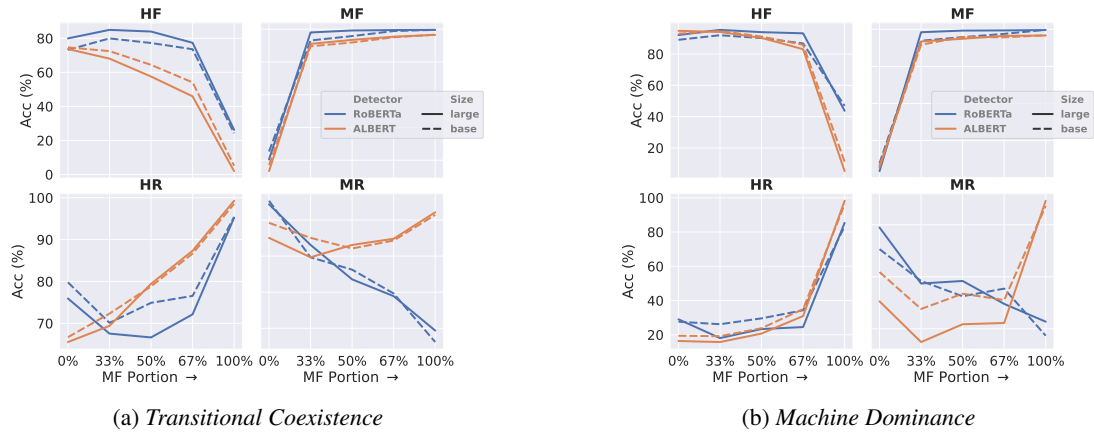 HF MF
Acc (%)
80
60
40
20
0
Detector Size
RoBERTa large
ALBERT base
HR MR
Acc (%)
100
90
80
70
0% 33% 50% 67% 100% 0% 33% 50% 67% 100%
MF Portion → MF Portion →
(a) Transitional Coexistence
HF MF
Acc (%)
80
60
40
20
Detector Size
RoBERTa large
ALBERT base
HR MR
Acc (%)
100
80
60
40
20
0% 33% 50% 67% 100% 0% 33% 50% 67% 100%
MF Portion → MF Portion →
(b) Machine Dominance